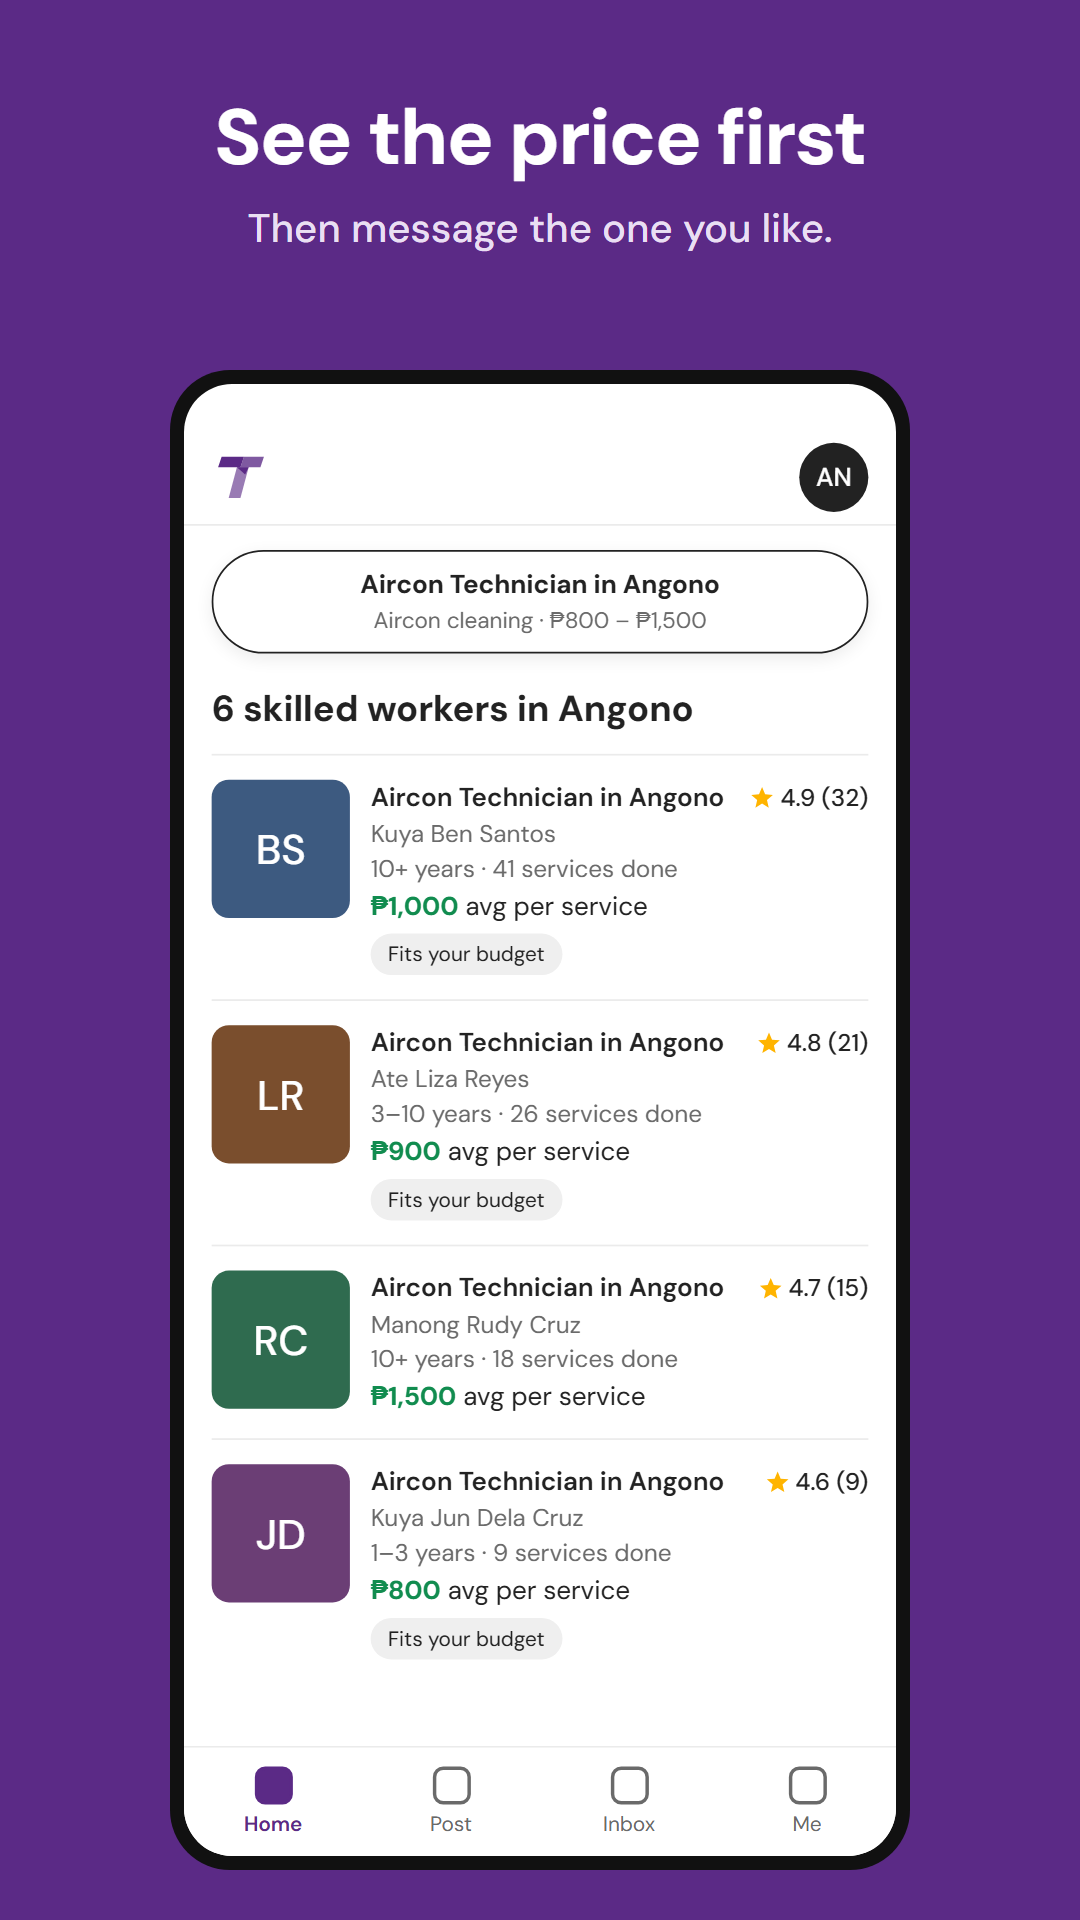 See the price first
Then message the one you like.
T
AN
Aircon Technician in Angono
Aircon cleaning · ₱800 – ₱1,500
6 skilled workers in Angono
BS
Aircon Technician in Angono
4.9 (32)
Kuya Ben Santos
10+ years · 41 services done
₱1,000 avg per service
Fits your budget
LR
Aircon Technician in Angono
4.8 (21)
Ate Liza Reyes
3–10 years · 26 services done
₱900 avg per service
Fits your budget
RC
Aircon Technician in Angono
4.7 (15)
Manong Rudy Cruz
10+ years · 18 services done
₱1,500 avg per service
JD
Aircon Technician in Angono
4.6 (9)
Kuya Jun Dela Cruz
1–3 years · 9 services done
₱800 avg per service
Fits your budget
Home
Post
Inbox
Me